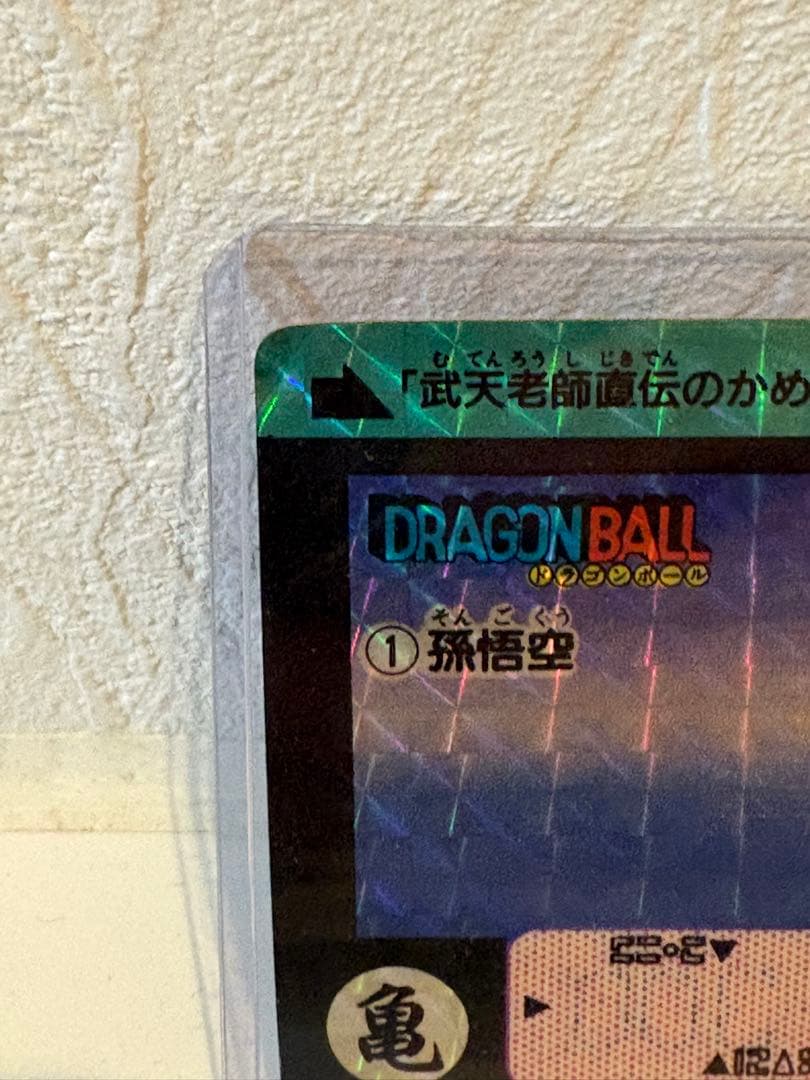 む てんろう し じきでん
「武天老師直伝のかめ
DRAGON BALL
ドラゴンボール
そん ご くう
① 孫悟空
亀